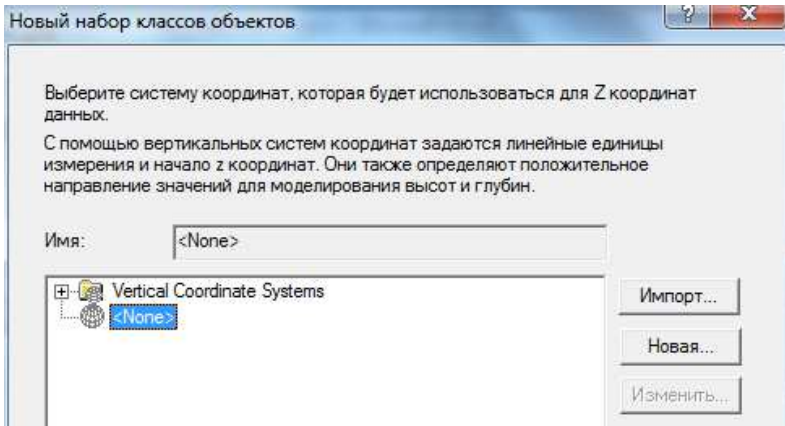 Новый набор классов объектов
Выберите систему координат, которая будет использоваться для Z координат
данных.
С помощью вертикальных систем координат задаются линейные единицы
измерения и начало z координат. Они также определяют положительное
направление значений для моделирования высот и глубин.
Имя: <None>
Vertical Coordinate Systems
<None>
Импорт...
Новая...
Изменить...